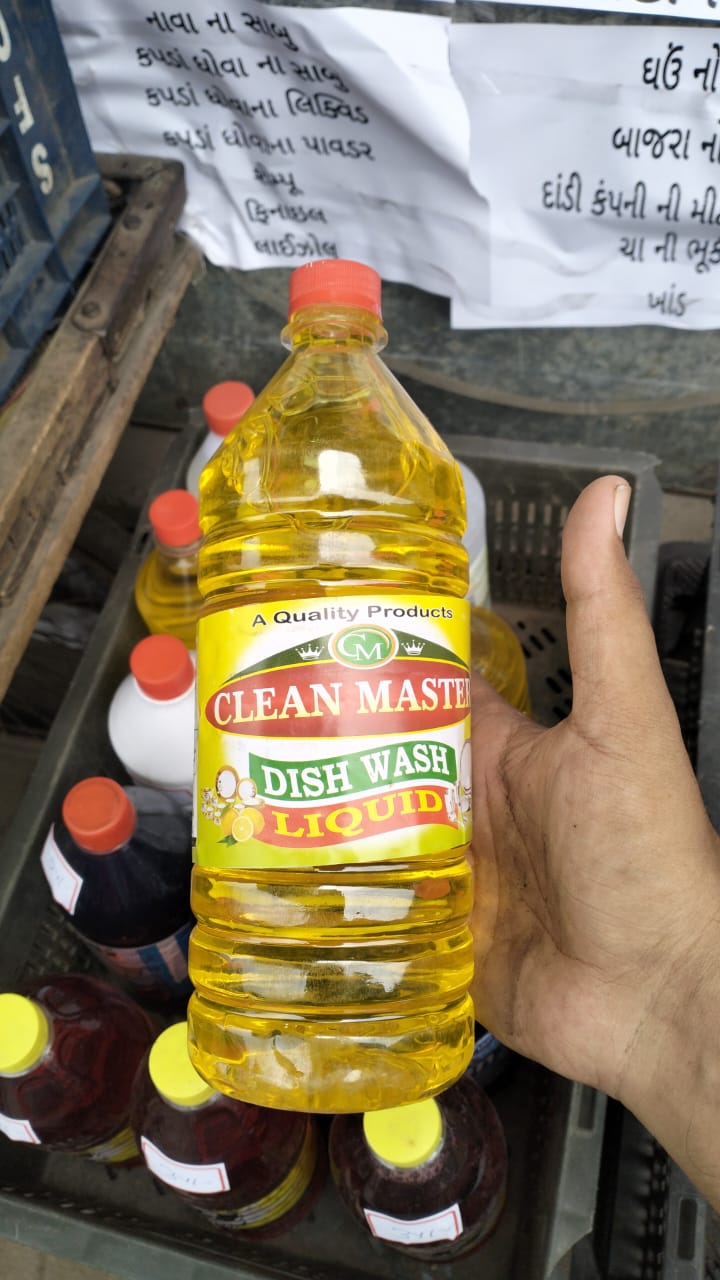 નાવા ના સાબુ
કપડાં ધોવા ના સાબુ
કપડાં ધોવાના લિક્વિડ
કપડાં ધોવાના પાવડર
શેમ્પૂ
ફિનાઇલ
લાઈઝોલ
ઘઉં નો
બાજરા નો
દાંડી કંપની ની
ચા ની ભૂક
ખાંડ
A Quality Products
CM
CLEAN MASTER
DISH WASH
LIQUID